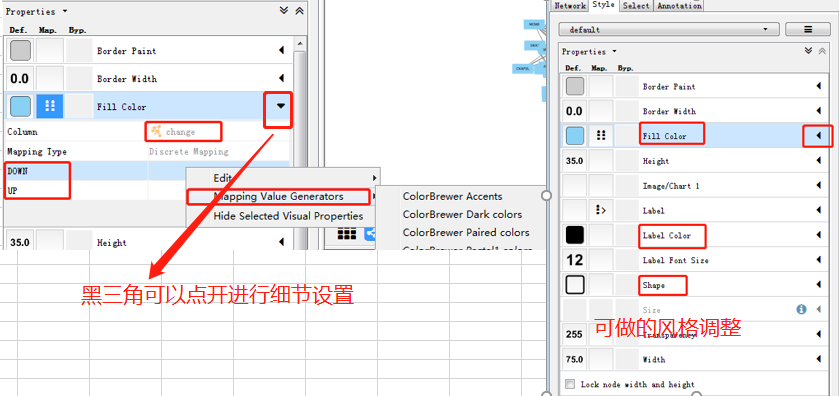 Properties
Def. Map. Byp.
Border Paint
0.0 Border Width
Fill Color
Column change
Mapping Type Discrete Mapping
DOWN
UP
Edit
Mapping Value Generators
Hide Selected Visual Properties
ColorBrewer Accents
ColorBrewer Dark colors
ColorBrewer Paired colors
35.0 Height
黑三角可以点开进行细节设置
Network Style Select Annotation
default
Properties
Def. Map. Byp.
Border Paint
0.0 Border Width
Fill Color
35.0 Height
Image/Chart 1
Label
Label Color
12 Label Font Size
Shape
Size
可做的风格调整
255 Transparency
75.0 Width
Lock node width and height